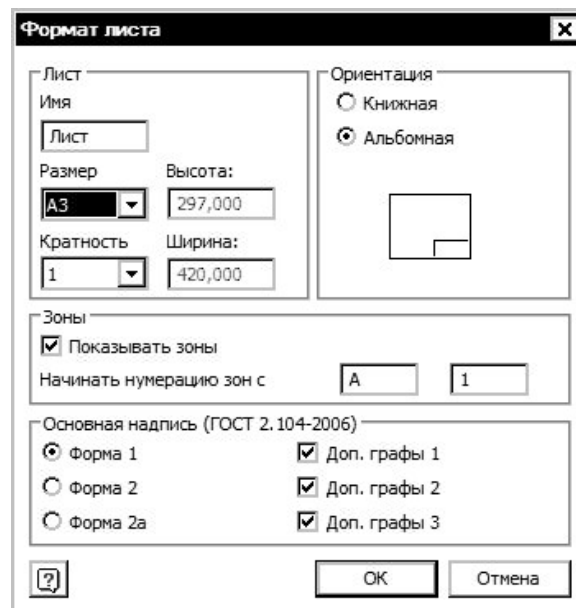 Формат листа
Лист
Имя
Лист
Размер Высота:
А3 297,000
Кратность Ширина:
1 420,000
Ориентация
Книжная
Альбомная
Зоны
Показывать зоны
Начинать нумерацию зон с А 1
Основная надпись (ГОСТ 2.104-2006)
Форма 1 Доп. графы 1
Форма 2 Доп. графы 2
Форма 2а Доп. графы 3
? ОК Отмена